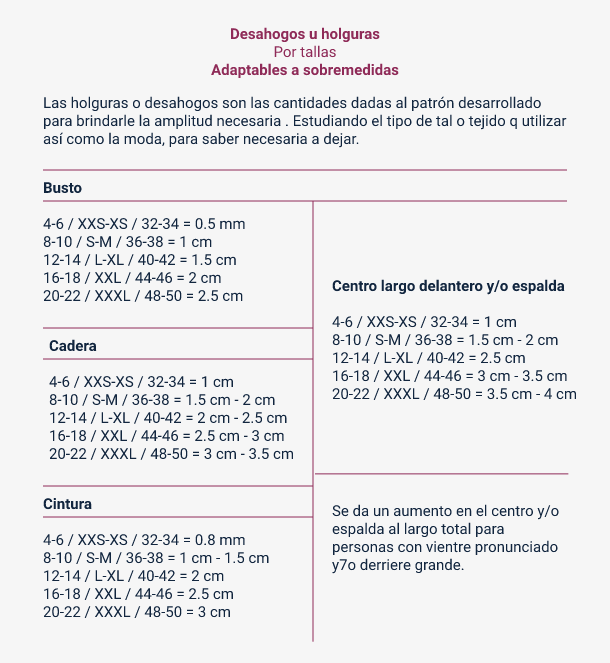 Desahogos u holguras
Por tallas
Adaptables a sobremedidas
Las holguras o desahogos son las cantidades dadas al patrón desarrollado
para brindarle la amplitud necesaria . Estudiando el tipo de tal o tejido q utilizar
así como la moda, para saber necesaria a dejar.
Busto
4-6 / XXS-XS / 32-34 = 0.5 mm
8-10 / S-M / 36-38 = 1 cm
12-14 / L-XL / 40-42 = 1.5 cm
16-18 / XXL / 44-46 = 2 cm
20-22 / XXXL / 48-50 = 2.5 cm
Cadera
4-6 / XXS-XS / 32-34 = 1 cm
8-10 / S-M / 36-38 = 1.5 cm - 2 cm
12-14 / L-XL / 40-42 = 2 cm - 2.5 cm
16-18 / XXL / 44-46 = 2.5 cm - 3 cm
20-22 / XXXL / 48-50 = 3 cm - 3.5 cm
Cintura
4-6 / XXS-XS / 32-34 = 0.8 mm
8-10 / S-M / 36-38 = 1 cm - 1.5 cm
12-14 / L-XL / 40-42 = 2 cm
16-18 / XXL / 44-46 = 2.5 cm
20-22 / XXXL / 48-50 = 3 cm
Centro largo delantero y/o espalda
4-6 / XXS-XS / 32-34 = 1 cm
8-10 / S-M / 36-38 = 1.5 cm - 2 cm
12-14 / L-XL / 40-42 = 2.5 cm
16-18 / XXL / 44-46 = 3 cm - 3.5 cm
20-22 / XXXL / 48-50 = 3.5 cm - 4 cm
Se da un aumento en el centro y/o
espalda al largo total para
personas con vientre pronunciado
y7o derriere grande.